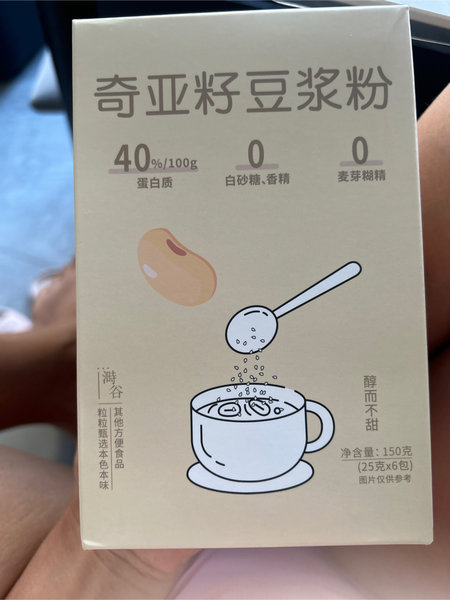 奇亚籽豆浆粉
40%/100g
蛋白质
0
白砂糖、香精
0
麦芽糊精
谷
其他方便食品
粒粒甄选本色本味
醇而不甜
净含量：150克
(25克x6包)
图片仅供参考